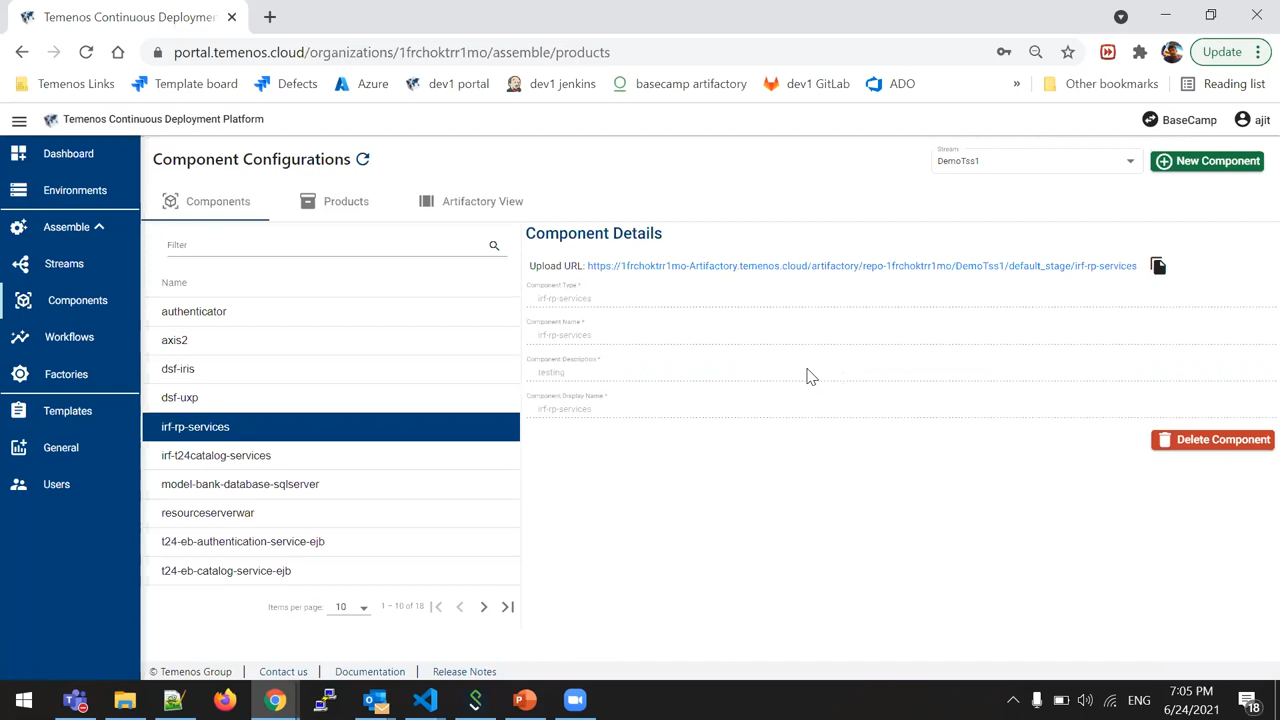 Temenos Continuous Deploymen
portal.temenos.cloud/organizations/1frchoktrr1mo/assemble/products
Update
Temenos Links
Template board
Defects
Azure
dev1 portal
dev1 jenkins
basecamp artifactory
dev1 GitLab
ADO
»
Other bookmarks
Reading list
Temenos Continuous Deployment Platform
BaseCamp
ajit
Dashboard
Environments
Assemble
Streams
Components
Workflows
Factories
Templates
General
Users
Component Configurations
Stream
DemoTss1
New Component
Components
Products
Artifactory View
Filter
Name
authenticator
axis2
dsf-iris
dsf-uxp
irf-rp-services
irf-t24catalog-services
model-bank-database-sqlserver
resourceserverwar
t24-eb-authentication-service-ejb
t24-eb-catalog-service-ejb
Items per page: 10 1 – 10 of 18
Component Details
Upload URL: https://1frchoktrr1mo-Artifactory.temenos.cloud/artifactory/repo-1frchoktrr1mo/DemoTss1/default_stage/irf-rp-services
Component Type *
irf-rp-services
Component Name *
irf-rp-services
Component Description *
testing
Component Display Name *
irf-rp-services
Delete Component
© Temenos Group | Contact us | Documentation | Release Notes
ENG
7:05 PM
6/24/2021
18